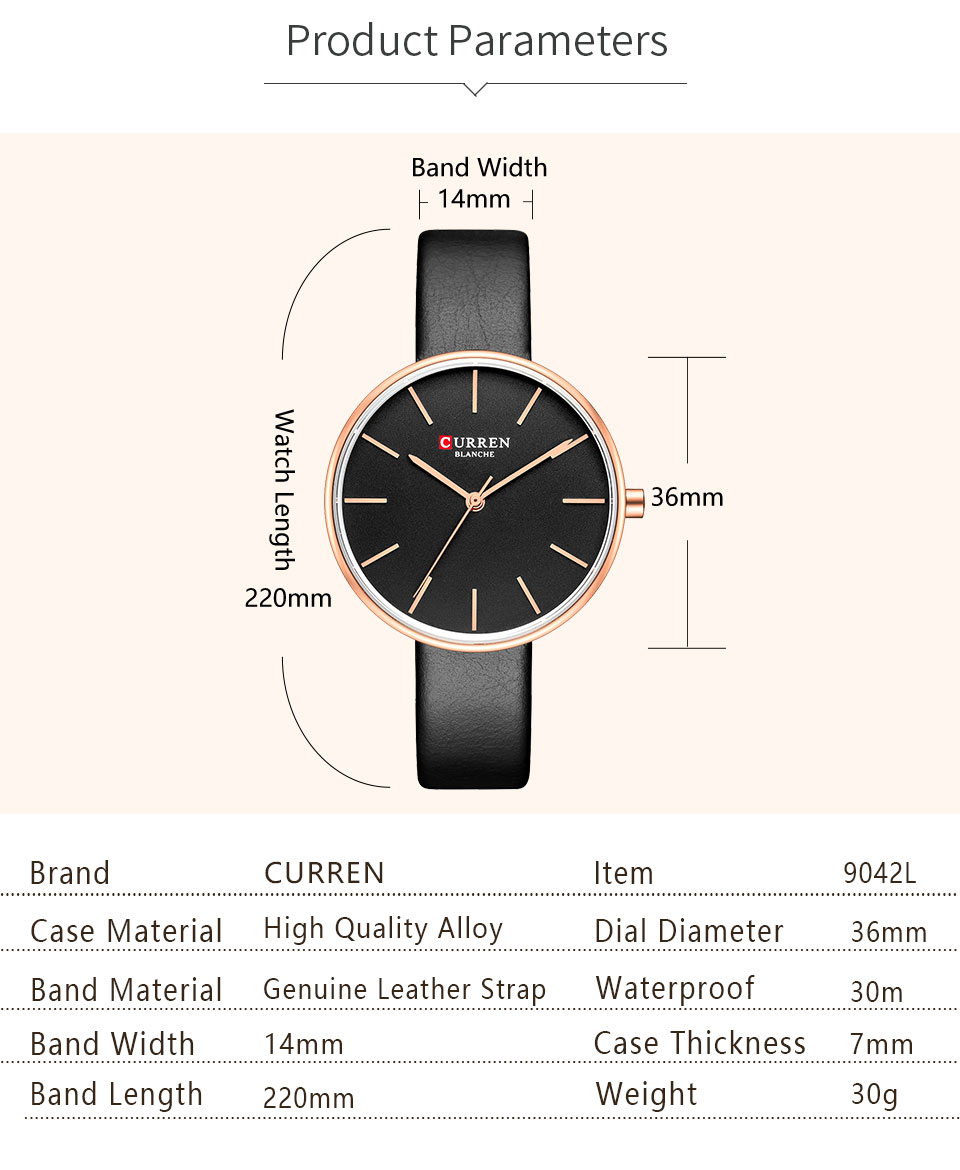 Product Parameters
Band Width
14mm
CURREN
BLANCHE
Watch Length
220mm
36mm
Brand CURREN Item 9042L
Case Material High Quality Alloy Dial Diameter 36mm
Band Material Genuine Leather Strap Waterproof 30m
Band Width 14mm Case Thickness 7mm
Band Length 220mm Weight 30g